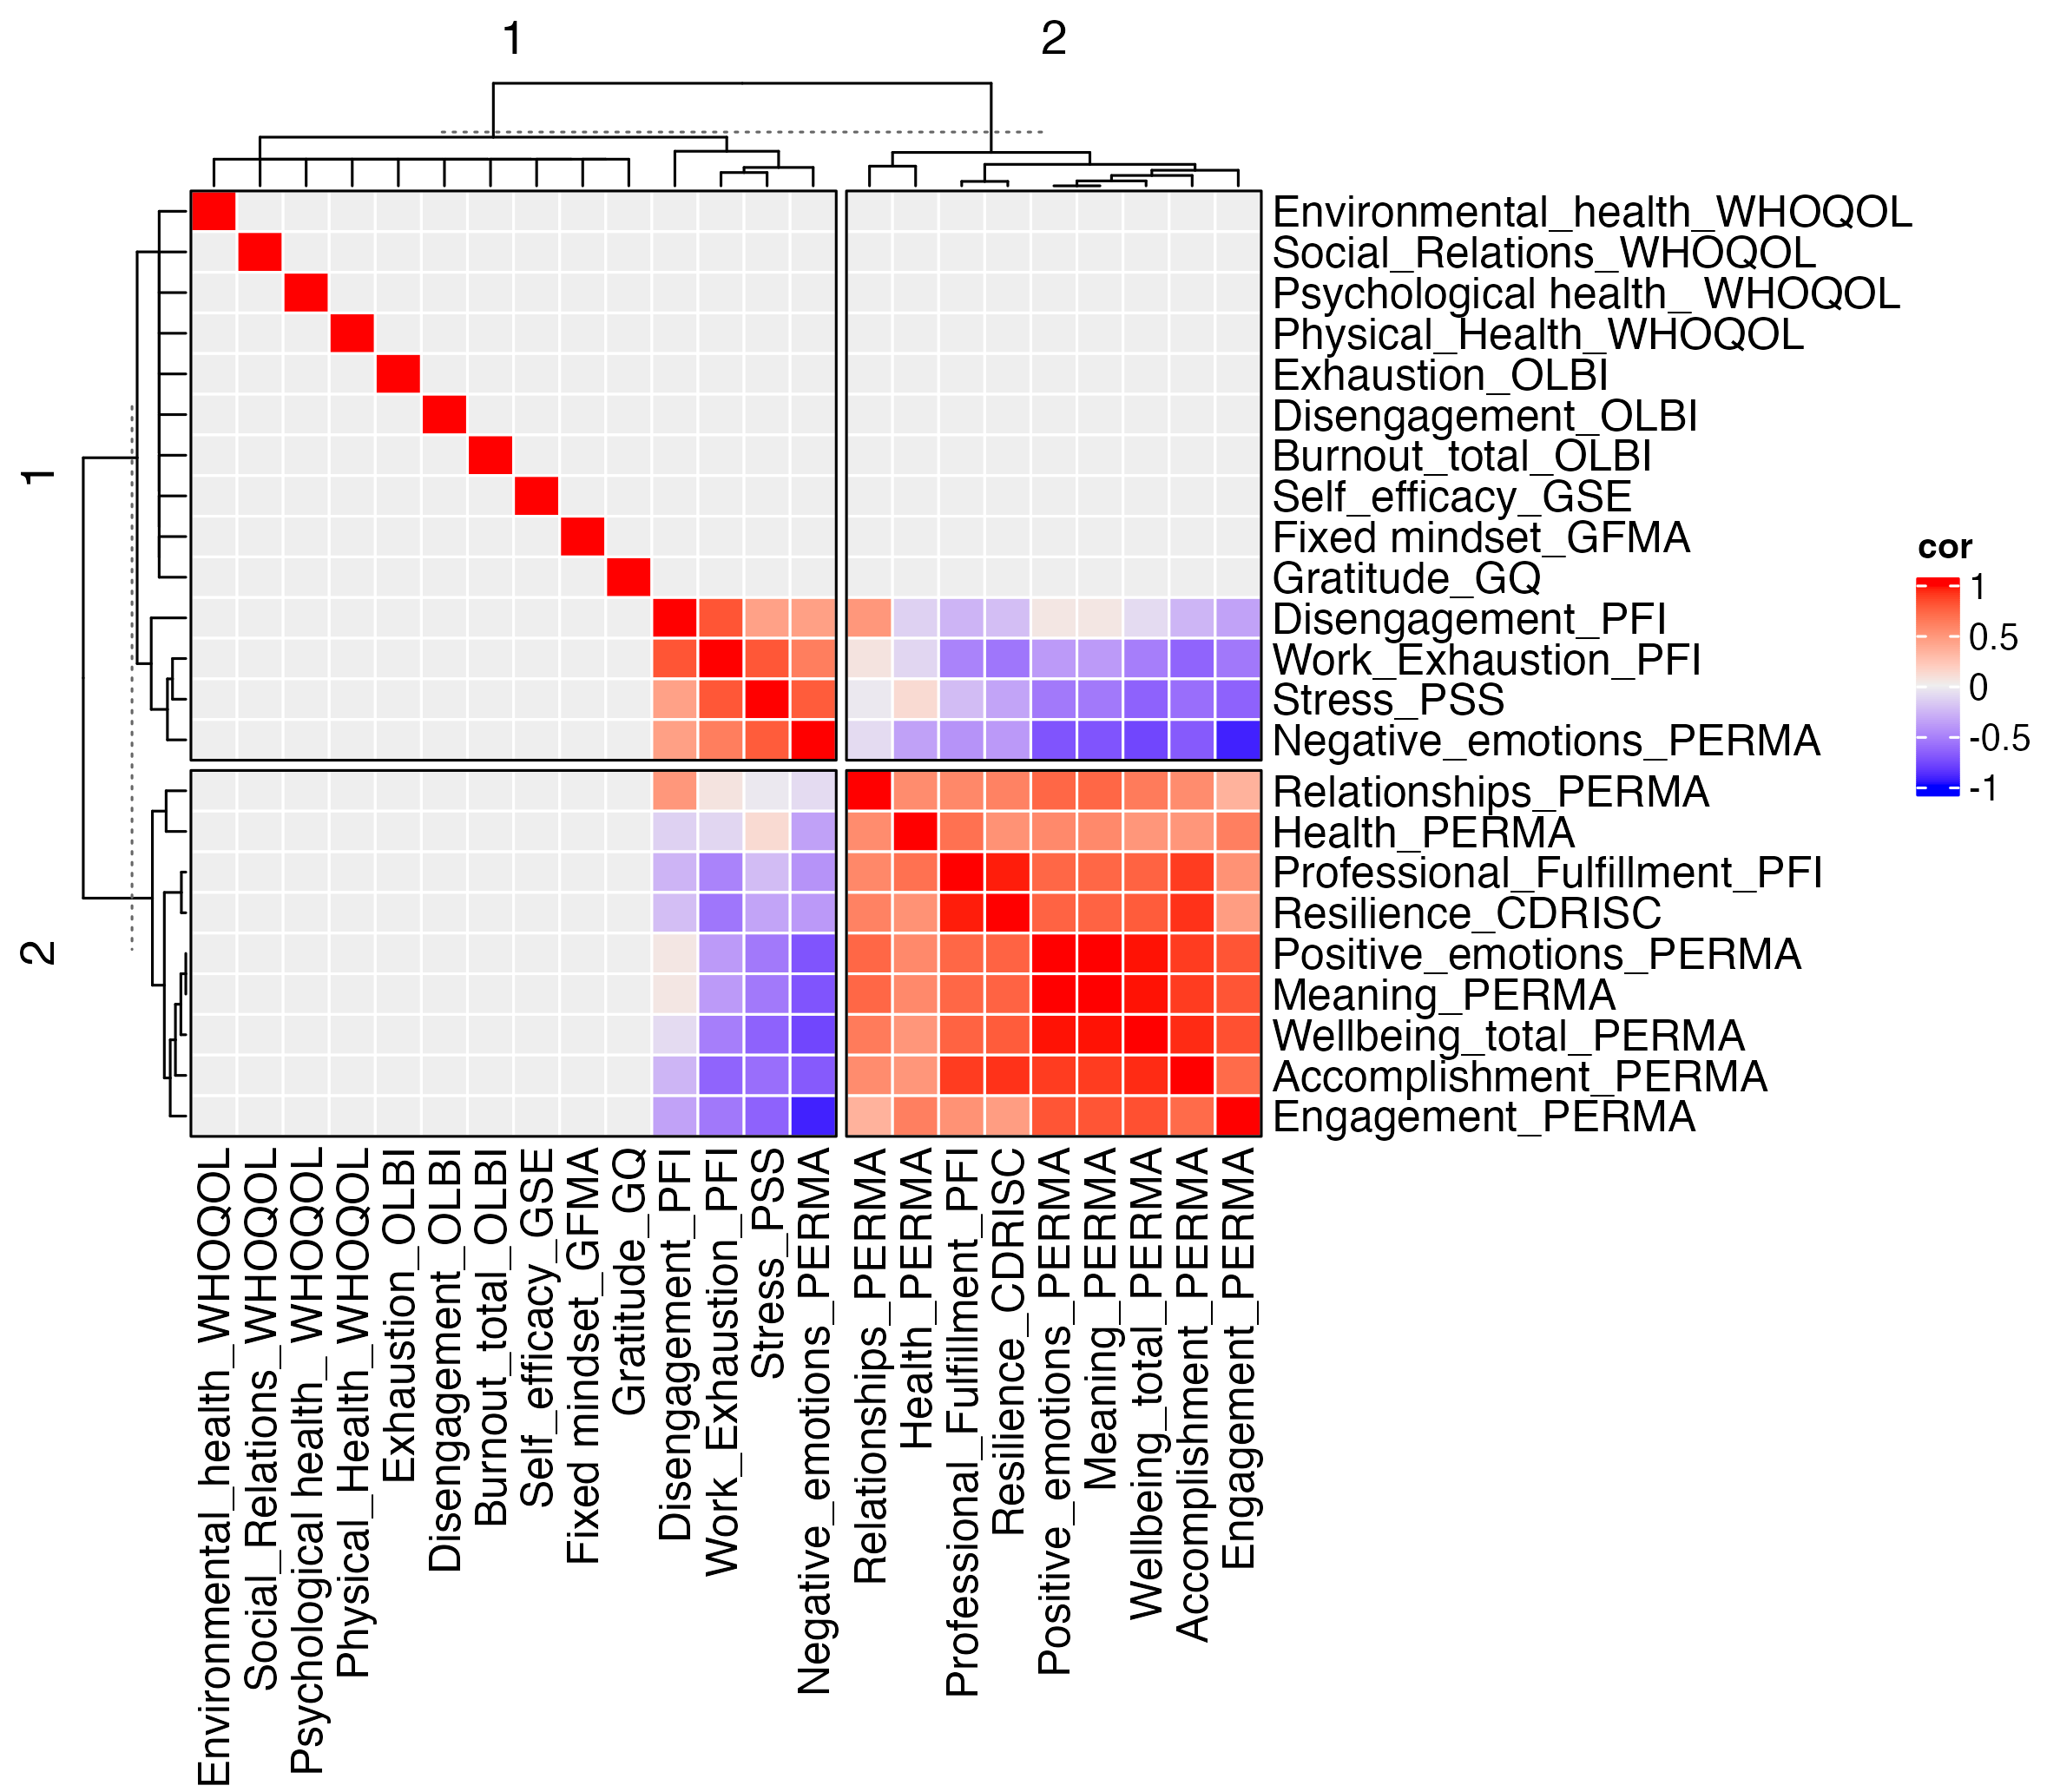 1
2
1
2
Environmental_health_WHOQOL
Social_Relations_WHOQOL
Psychological health_ WHOQOL
Physical_Health_WHOQOL
Exhaustion_OLBI
Disengagement_OLBI
Burnout_total_OLBI
Self_efficacy_GSE
Fixed mindset_GFMA
Gratitude_GQ
Disengagement_PFI
Work_Exhaustion_PFI
Stress_PSS
Negative_emotions_PERMA
Relationships_PERMA
Health_PERMA
Professional_Fulfillment_PFI
Resilience_CDRISC
Positive_emotions_PERMA
Meaning_PERMA
Wellbeing_total_PERMA
Accomplishment_PERMA
Engagement_PERMA
cor
1
0.5
0
-0.5
-1
Environmental_health_WHOQOL
Social_Relations_WHOQOL
Psychological health_ WHOQOL
Physical_Health_WHOQOL
Exhaustion_OLBI
Disengagement_OLBI
Burnout_total_OLBI
Self_efficacy_GSE
Fixed mindset_GFMA
Gratitude_GQ
Disengagement_PFI
Work_Exhaustion_PFI
Stress_PSS
Negative_emotions_PERMA
Relationships_PERMA
Health_PERMA
Professional_Fulfillment_PFI
Resilience_CDRISC
Positive_emotions_PERMA
Meaning_PERMA
Wellbeing_total_PERMA
Accomplishment_PERMA
Engagement_PERMA